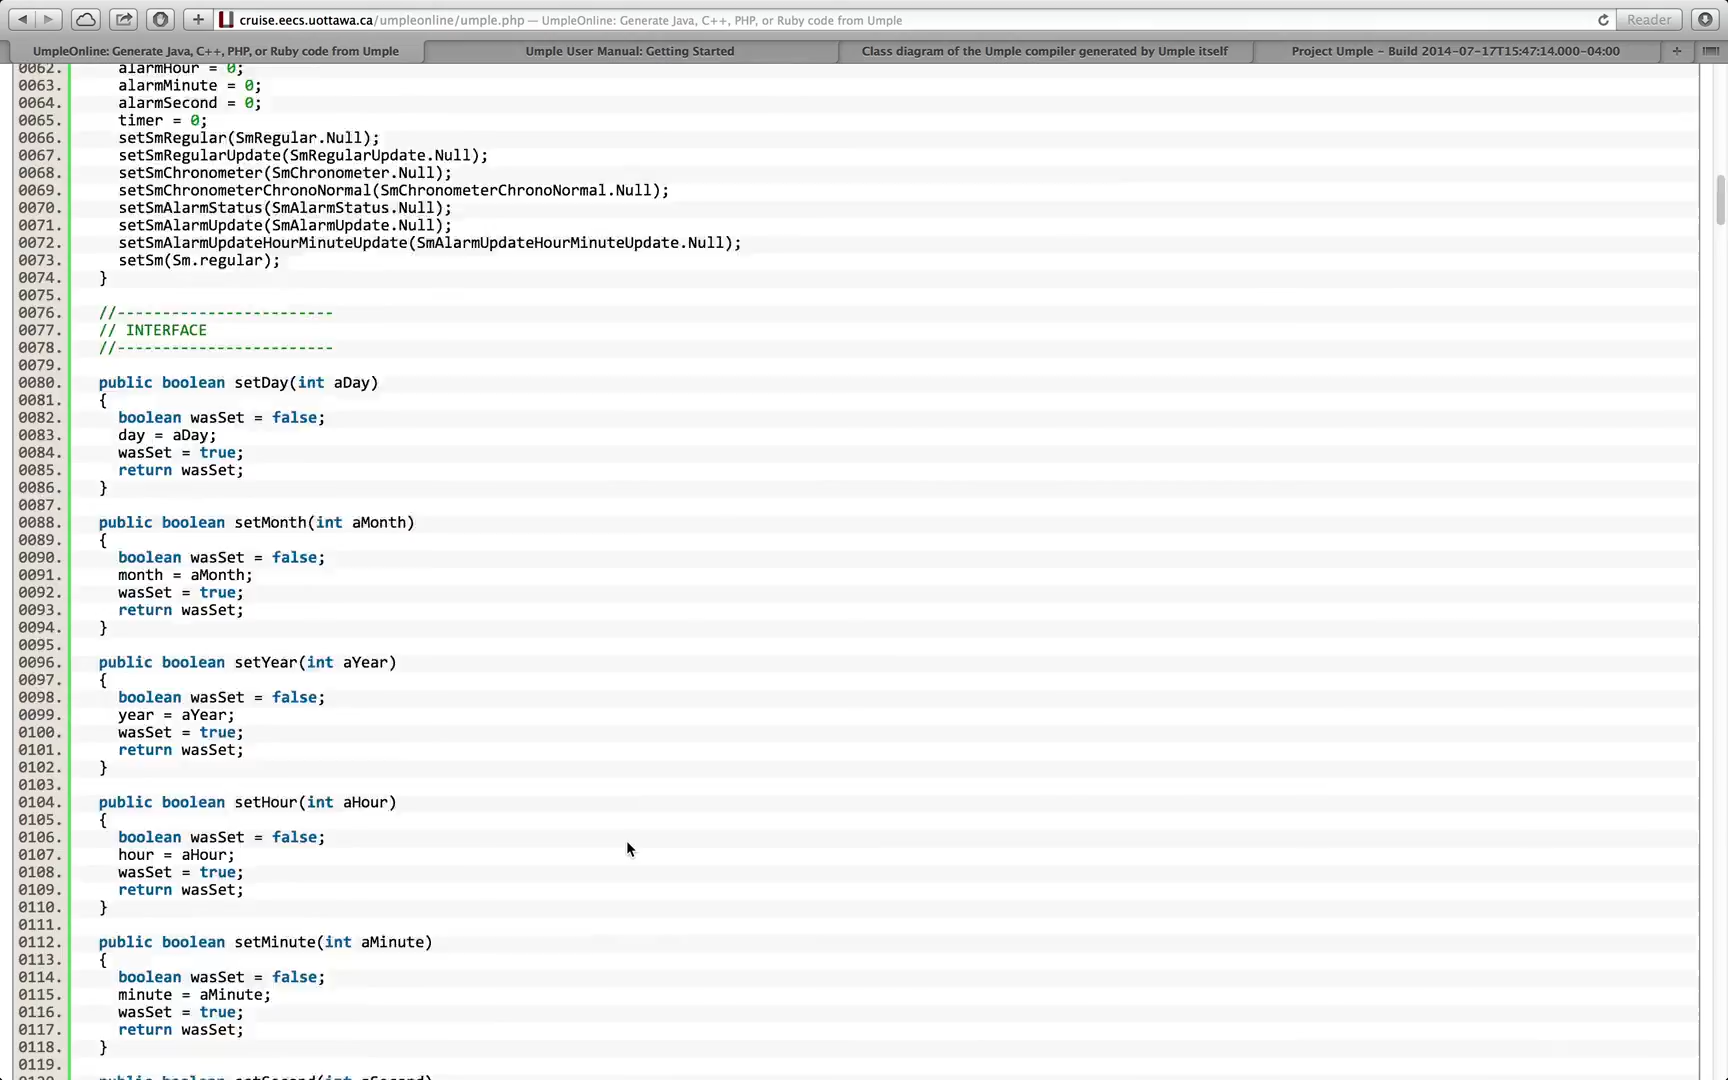 cruise.eecs.uottawa.ca/umpleonline/umple.php — UmpleOnline: Generate Java, C++, PHP, or Ruby code from Umple
Reader
UmpleOnline: Generate Java, C++, PHP, or Ruby code from Umple
Umple User Manual: Getting Started
Class diagram of the Umple compiler generated by Umple itself
Project Umple – Build 2014-07-17T15:47:14.000-04:00
0062. alarmHour = 0;
0063. alarmMinute = 0;
0064. alarmSecond = 0;
0065. timer = 0;
0066. setSmRegular(SmRegular.Null);
0067. setSmRegularUpdate(SmRegularUpdate.Null);
0068. setSmChronometer(SmChronometer.Null);
0069. setSmChronometerChronoNormal(SmChronometerChronoNormal.Null);
0070. setSmAlarmStatus(SmAlarmStatus.Null);
0071. setSmAlarmUpdate(SmAlarmUpdate.Null);
0072. setSmAlarmUpdateHourMinuteUpdate(SmAlarmUpdateHourMinuteUpdate.Null);
0073. setSm(Sm.regular);
0074. }
0075.
0076. //------------------------
0077. // INTERFACE
0078. //------------------------
0079.
0080. public boolean setDay(int aDay)
0081. {
0082. boolean wasSet = false;
0083. day = aDay;
0084. wasSet = true;
0085. return wasSet;
0086. }
0087.
0088. public boolean setMonth(int aMonth)
0089. {
0090. boolean wasSet = false;
0091. month = aMonth;
0092. wasSet = true;
0093. return wasSet;
0094. }
0095.
0096. public boolean setYear(int aYear)
0097. {
0098. boolean wasSet = false;
0099. year = aYear;
0100. wasSet = true;
0101. return wasSet;
0102. }
0103.
0104. public boolean setHour(int aHour)
0105. {
0106. boolean wasSet = false;
0107. hour = aHour;
0108. wasSet = true;
0109. return wasSet;
0110. }
0111.
0112. public boolean setMinute(int aMinute)
0113. {
0114. boolean wasSet = false;
0115. minute = aMinute;
0116. wasSet = true;
0117. return wasSet;
0118. }
0119.
0120. public boolean setSecond(int aSecond)